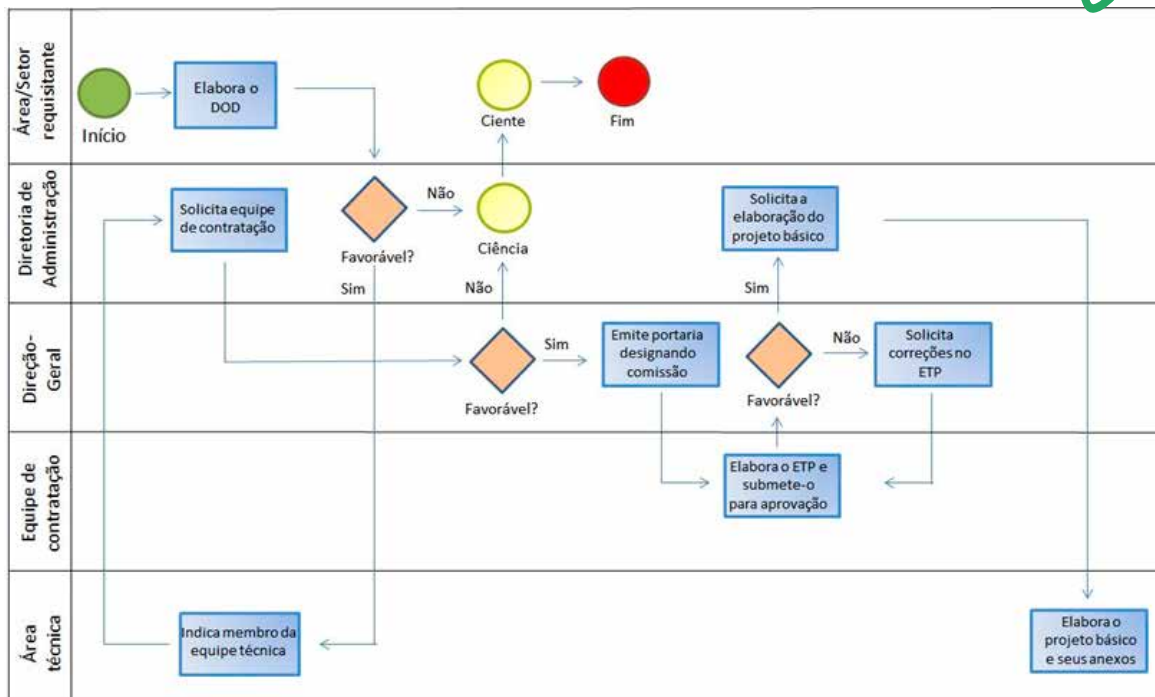 Área/Setor
requisitante
Início
Elabora o
DOD
Ciente
Fim
Diretoria de
Administração
Solicita equipe
de contratação
Favorável?
Não
Sim
Ciência
Não
Solicita a
elaboração do
projeto básico
Sim
Direção-
Geral
Favorável?
Sim
Emite portaria
designando
comissão
Favorável?
Não
Solicita
correções no
ETP
Equipe de
contratação
Elabora o ETP e
submete-o
para aprovação
Área
técnica
Indica membro da
equipe técnica
Elabora o
projeto básico
e seus anexos